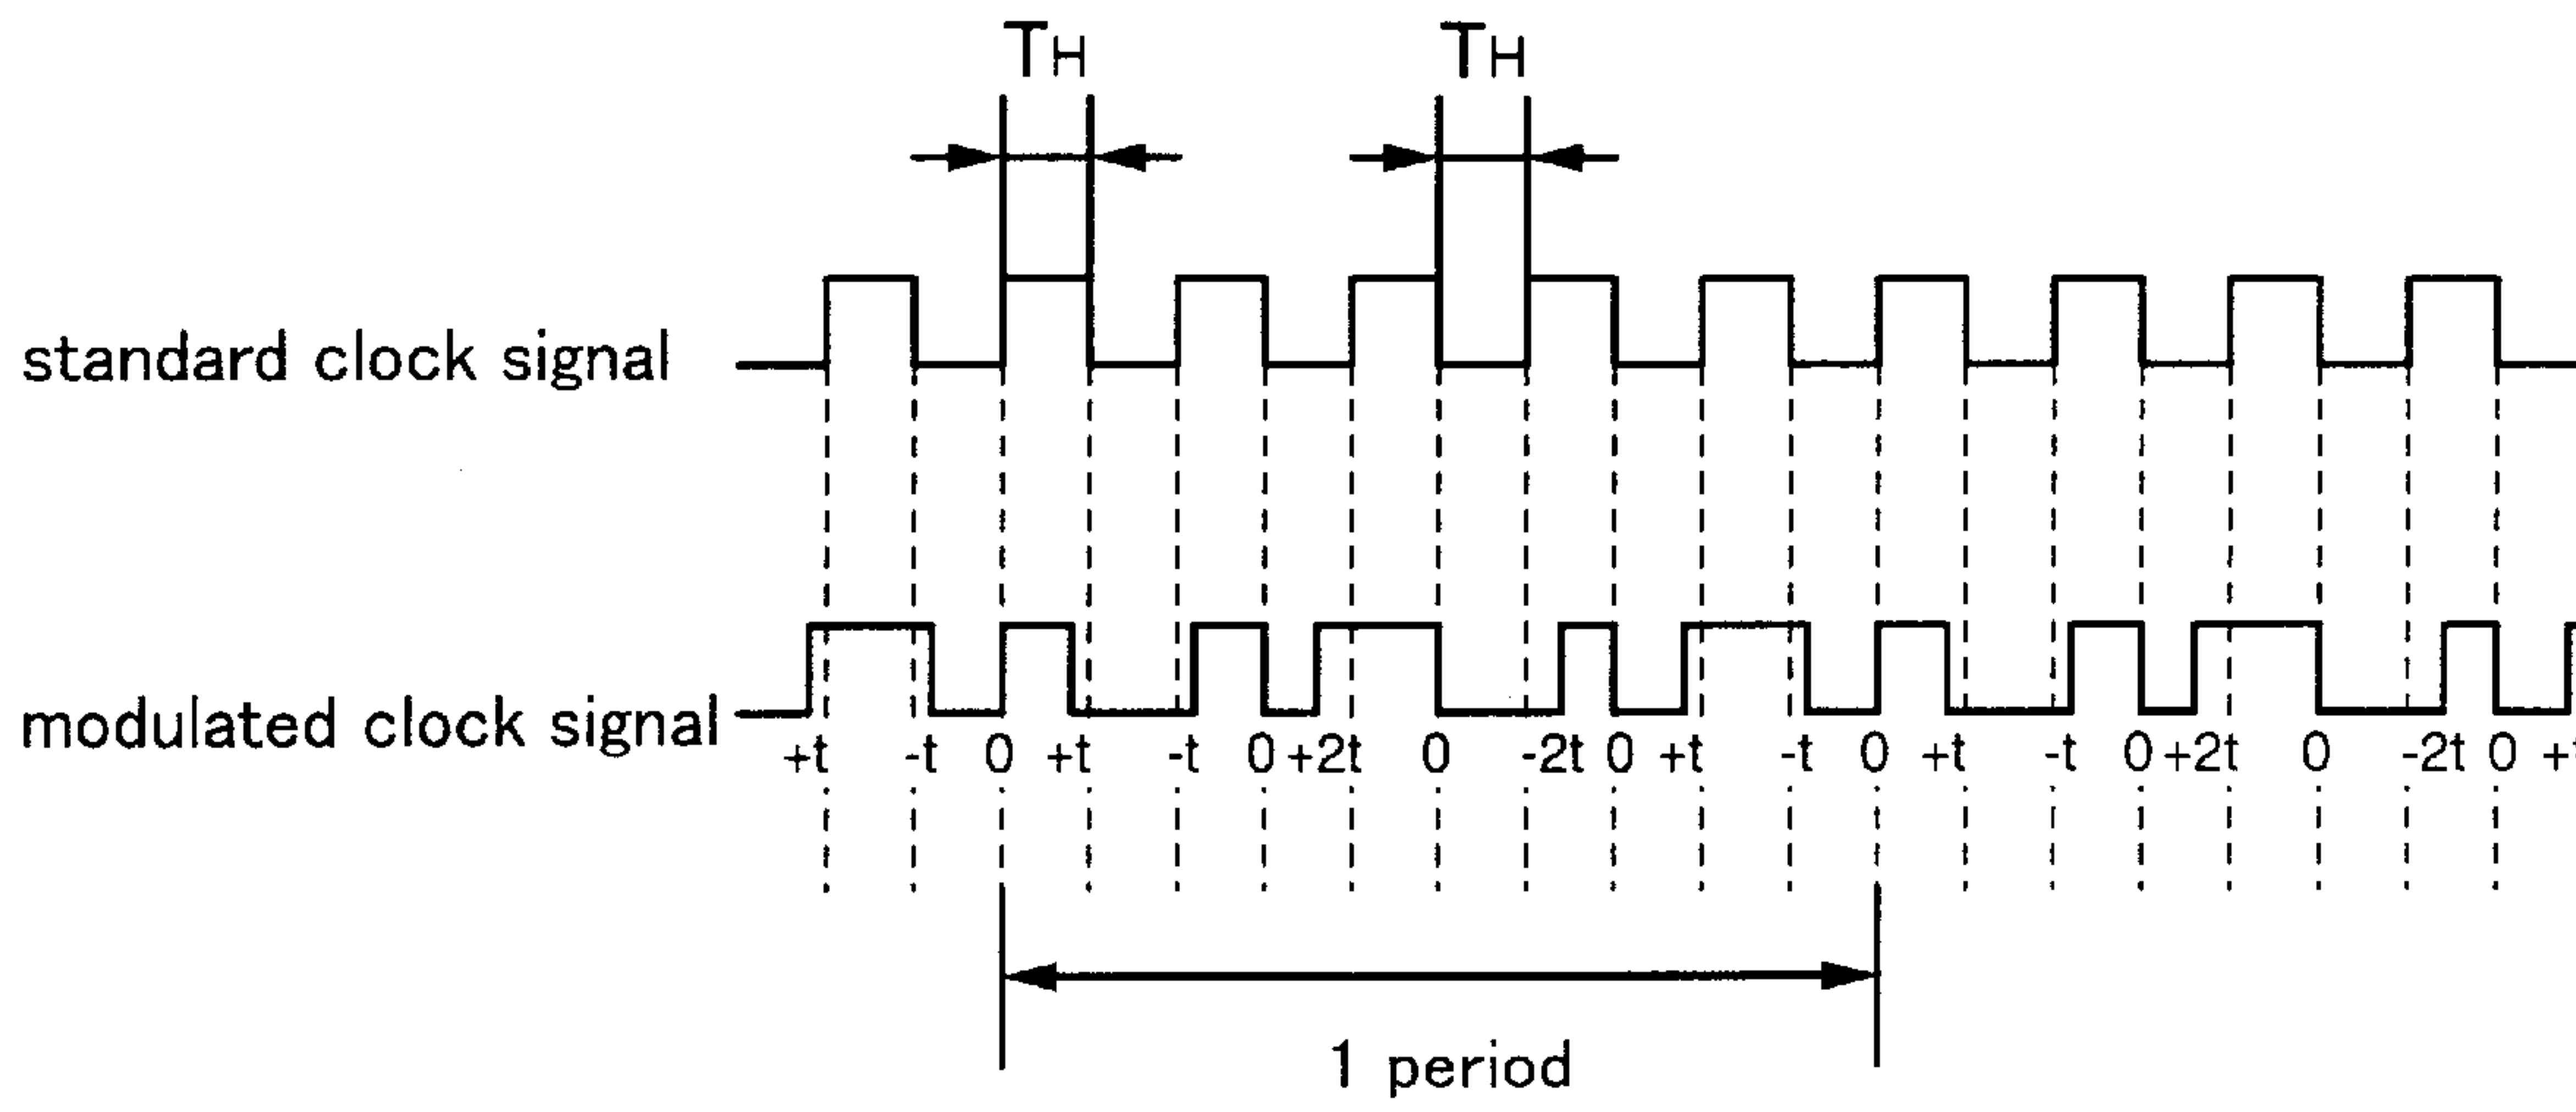 TH TH
standard clock signal
modulated clock signal
+t -t 0 +t -t 0 +2t 0 -2t 0 +t -t 0 +t -t 0 +2t 0 -2t 0 +t
1 period